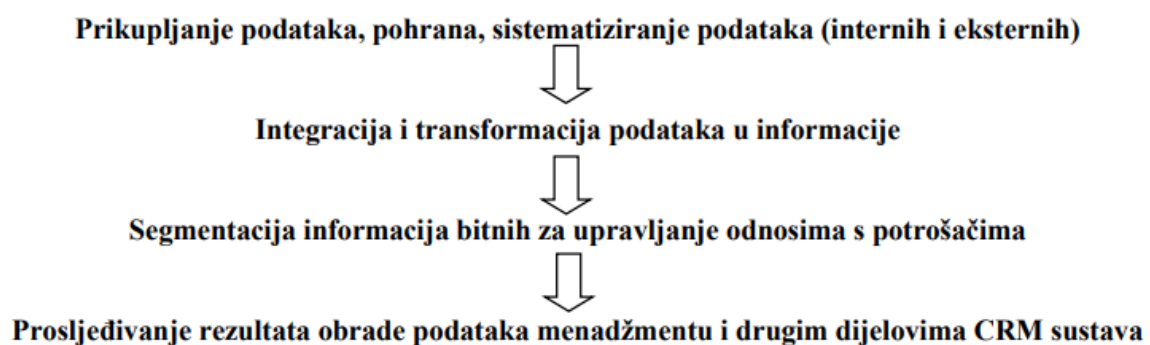 Prikupljanje podataka, pohrana, sistematiziranje podataka (internih i eksternih)
Integracija i transformacija podataka u informacije
Segmentacija informacija bitnih za upravljanje odnosima s potrošačima
Prosljeđivanje rezultata obrade podataka menadžmentu i drugim dijelovima CRM sustava